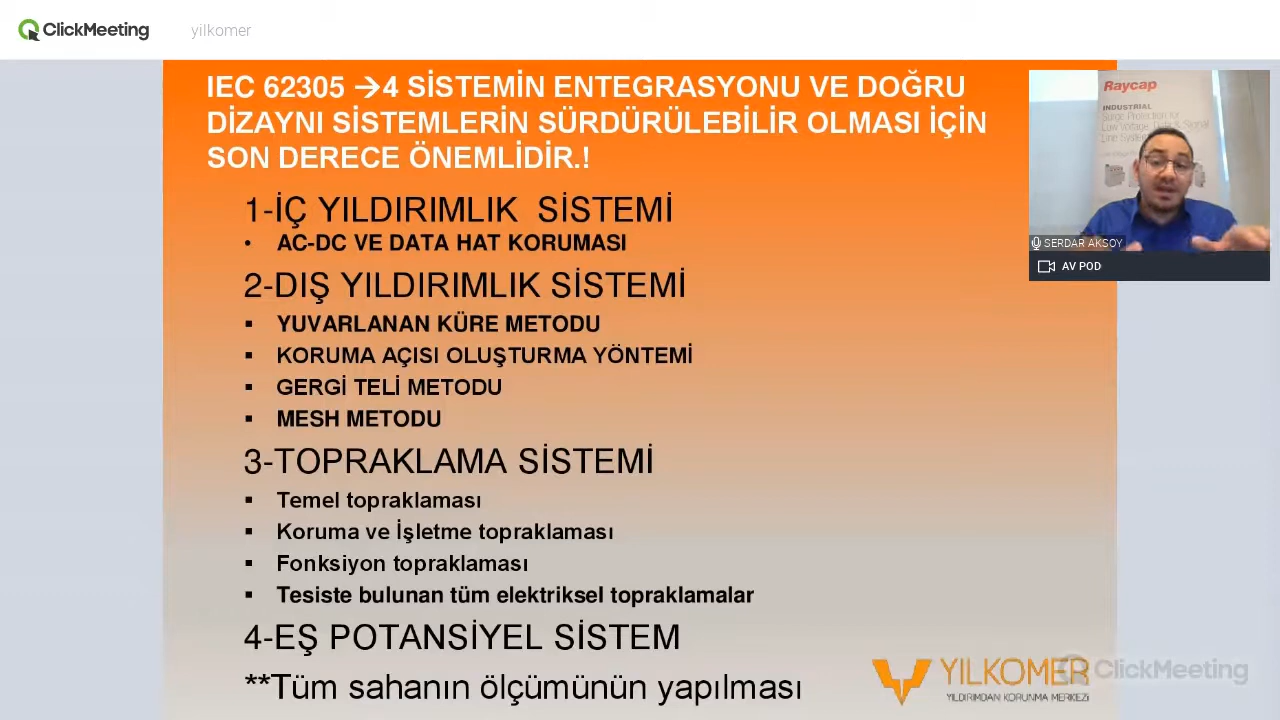 ClickMeeting
yilkomer
IEC 62305 →4 SİSTEMİN ENTEGRASYONU VE DOĞRU
DİZAYNI SİSTEMLERİN SÜRDÜRÜLEBİLİR OLMASI İÇİN
SON DERECE ÖNEMLİDİR.!
1-İÇ YILDIRIMLIK SİSTEMİ
• AC-DC VE DATA HAT KORUMASI
2-DIŞ YILDIRIMLIK SİSTEMİ
▪ YUVARLANAN KÜRE METODU
▪ KORUMA AÇISI OLUŞTURMA YÖNTEMİ
▪ GERGİ TELİ METODU
▪ MESH METODU
3-TOPRAKLAMA SİSTEMİ
▪ Temel topraklaması
▪ Koruma ve İşletme topraklaması
▪ Fonksiyon topraklaması
▪ Tesiste bulunan tüm elektriksel topraklamalar
4-EŞ POTANSİYEL SİSTEM
**Tüm sahanın ölçümünün yapılması
YILKOMER
YILDIRIMDAN KORUNMA MERKEZİ
ClickMeeting
Raycap
INDUSTRIAL
Surge Protection for
Low Voltage, Data & Signal
Line Systems
SERDAR AKSOY
AV POD